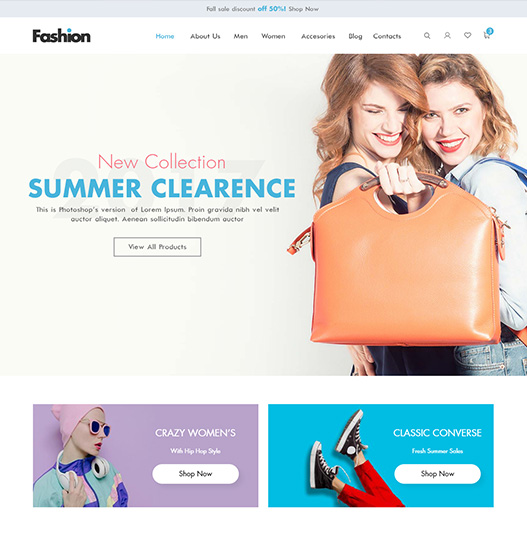 Fall sale discount off 50%! Shop Now
Fashion
Home About Us Men Women Accesories Blog Contacts
3
New Collection
SUMMER CLEARENCE
This is Photoshop's version of Lorem Ipsum. Proin gravida nibh vel velit
auctor aliquet. Aenean sollicitudin bibendum auctor
View All Products
CRAZY WOMEN'S
With Hip Hop Style
Shop Now
CLASSIC CONVERSE
Fresh Summer Sales
Shop Now